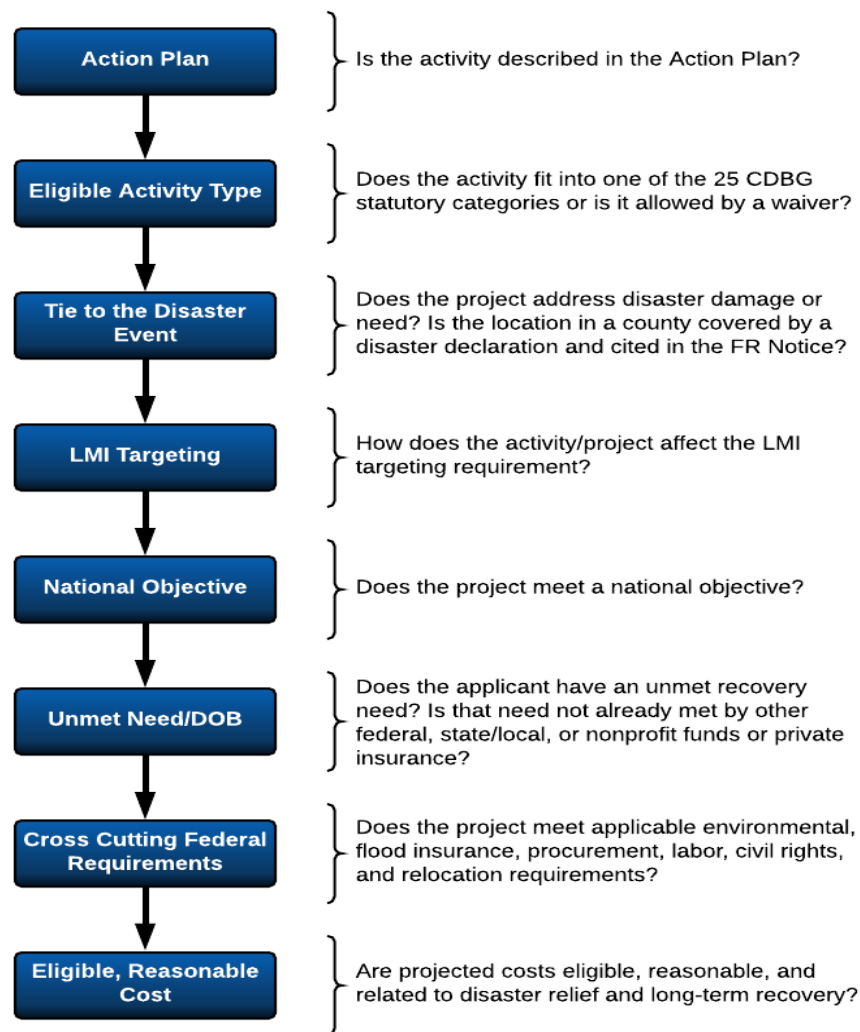 Action Plan
Is the activity described in the Action Plan?
Eligible Activity Type
Does the activity fit into one of the 25 CDBG
statutory categories or is it allowed by a waiver?
Tie to the Disaster
Event
Does the project address disaster damage or
need? Is the location in a county covered by a
disaster declaration and cited in the FR Notice?
LMI Targeting
How does the activity/project affect the LMI
targeting requirement?
National Objective
Does the project meet a national objective?
Unmet Need/DOB
Does the applicant have an unmet recovery
need? Is that need not already met by other
federal, state/local, or nonprofit funds or private
insurance?
Cross Cutting Federal
Requirements
Does the project meet applicable environmental,
flood insurance, procurement, labor, civil rights,
and relocation requirements?
Eligible, Reasonable
Cost
Are projected costs eligible, reasonable, and
related to disaster relief and long-term recovery?